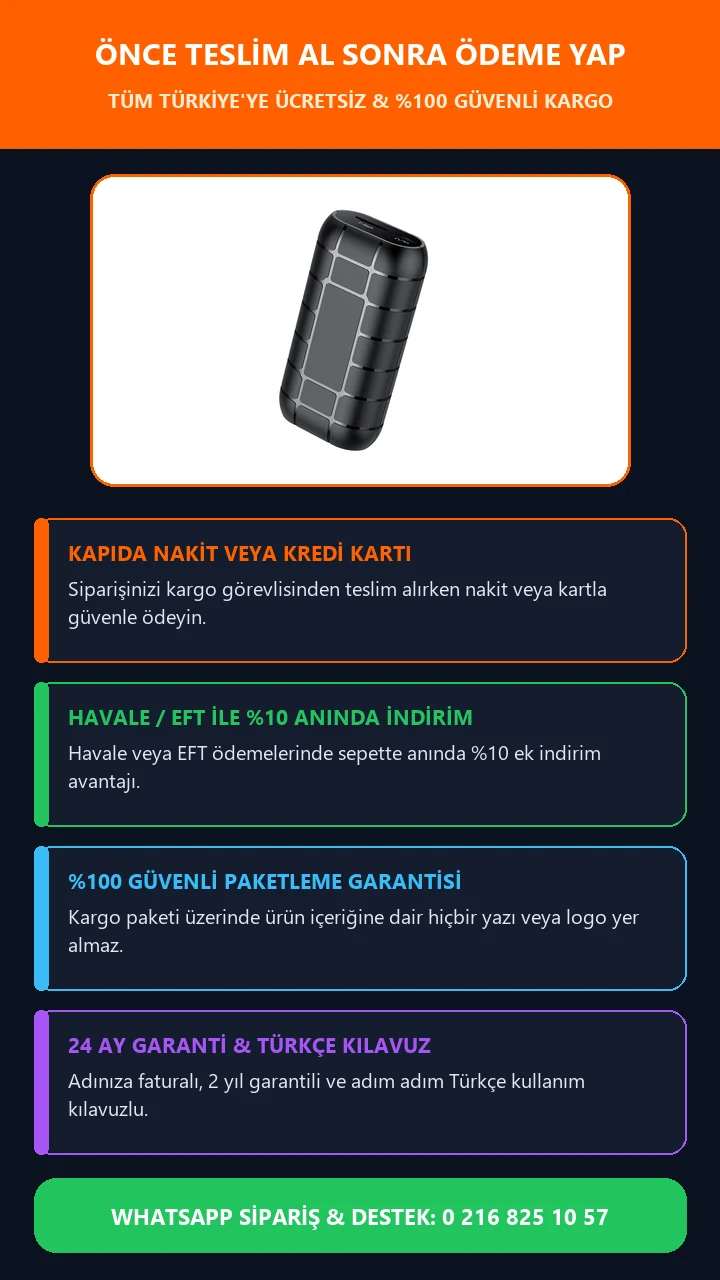 ÖNCE TESLİM AL SONRA ÖDEME YAP
TÜM TÜRKİYE'YE ÜCRETSİZ & %100 GÜVENLİ KARGO
KAPIDA NAKİT VEYA KREDİ KARTI
Siparişinizi kargo görevlisinden teslim alırken nakit veya kartla
güvenle ödeyin.
HAVALE / EFT İLE %10 ANINDA İNDİRİM
Havale veya EFT ödemelerinde sepette anında %10 ek indirim
avantajı.
%100 GÜVENLİ PAKETLEME GARANTİSİ
Kargo paketi üzerinde ürün içeriğine dair hiçbir yazı veya logo yer
almaz.
24 AY GARANTİ & TÜRKÇE KILAVUZ
Adınıza faturalı, 2 yıl garantili ve adım adım Türkçe kullanım
kılavuzlu.
WHATSAPP SİPARİŞ & DESTEK: 0 216 825 10 57